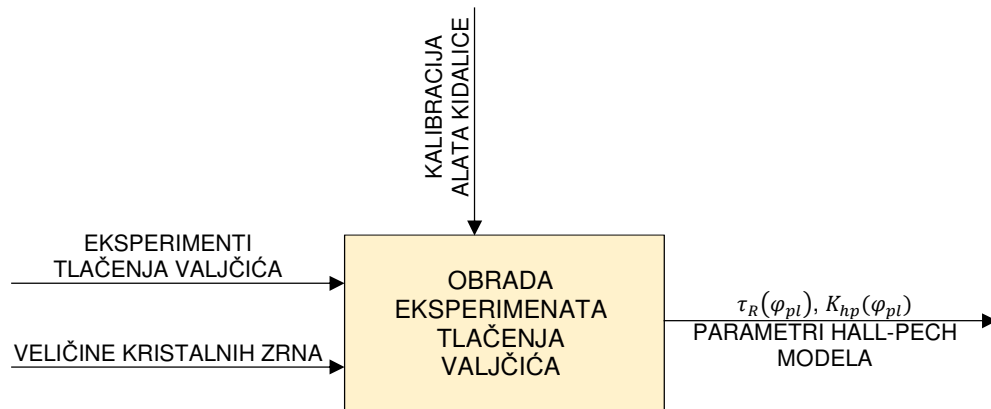 KALIBRACIJA
ALATA KIDALICE
EKSPERIMENTI
TLAČENJA VALJČIĆA
VELIČINE KRISTALNIH ZRNA
OBRADA
EKSPERIMENATA
TLAČENJA
VALJČIĆA
τ_R(φ_pl), K_hp(φ_pl)
PARAMETRI HALL-PECH
MODELA